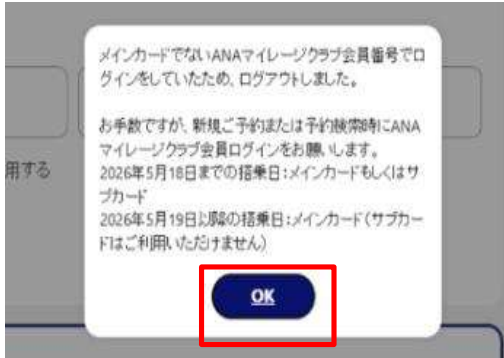 メインカードでないANAマイレージクラブ会員番号でロ
グインをしていたため、ログアウトしました。
お手数ですが、新規ご予約または予約検索時にANA
マイレージクラブ会員ログインをお願いします。
2026年5月18日までの搭乗日:メインカードもしくはサ
ブカード
2026年5月19日以降の搭乗日:メインカード(サブカー
ドはご利用いただけません)
用する
OK